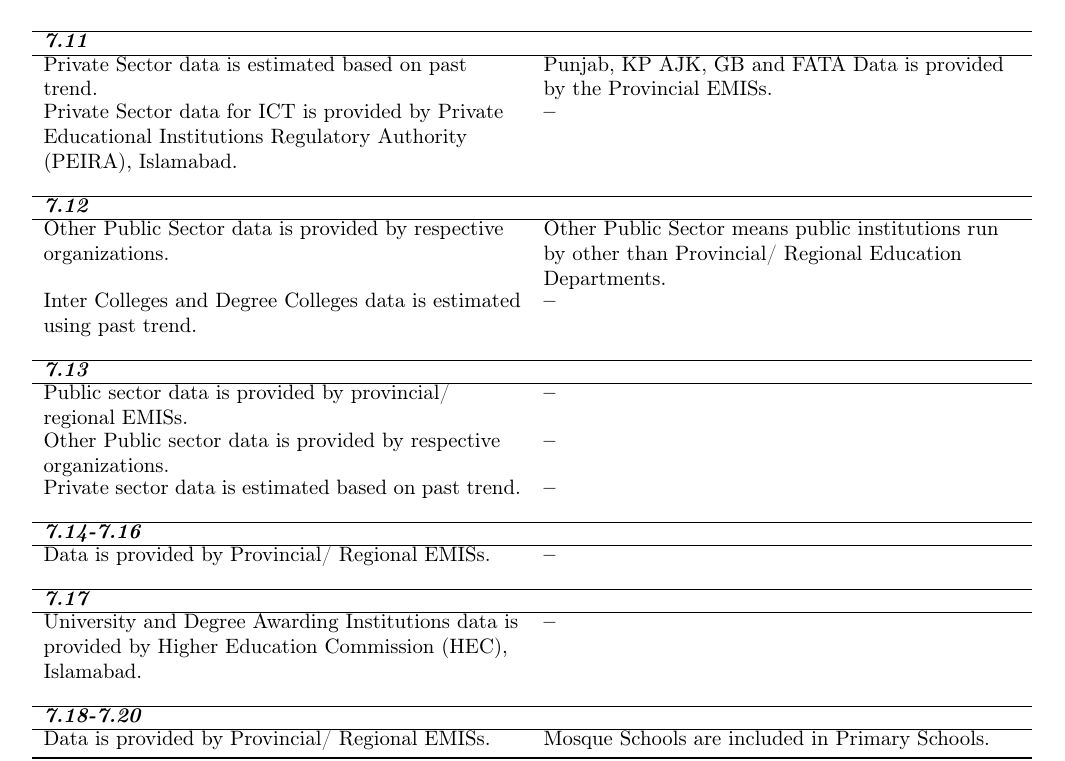 7.11
Private Sector data is estimated based on past Punjab, KP AJK, GB and FATA Data is provided
trend. by the Provincial EMISs.
Private Sector data for ICT is provided by Private –
Educational Institutions Regulatory Authority
(PEIRA), Islamabad.
7.12
Other Public Sector data is provided by respective Other Public Sector means public institutions run
organizations. by other than Provincial/ Regional Education
Departments.
Inter Colleges and Degree Colleges data is estimated –
using past trend.
7.13
Public sector data is provided by provincial/ –
regional EMISs.
Other Public sector data is provided by respective –
organizations.
Private sector data is estimated based on past trend. –
7.14-7.16
Data is provided by Provincial/ Regional EMISs. –
7.17
University and Degree Awarding Institutions data is –
provided by Higher Education Commission (HEC),
Islamabad.
7.18-7.20
Data is provided by Provincial/ Regional EMISs. Mosque Schools are included in Primary Schools.